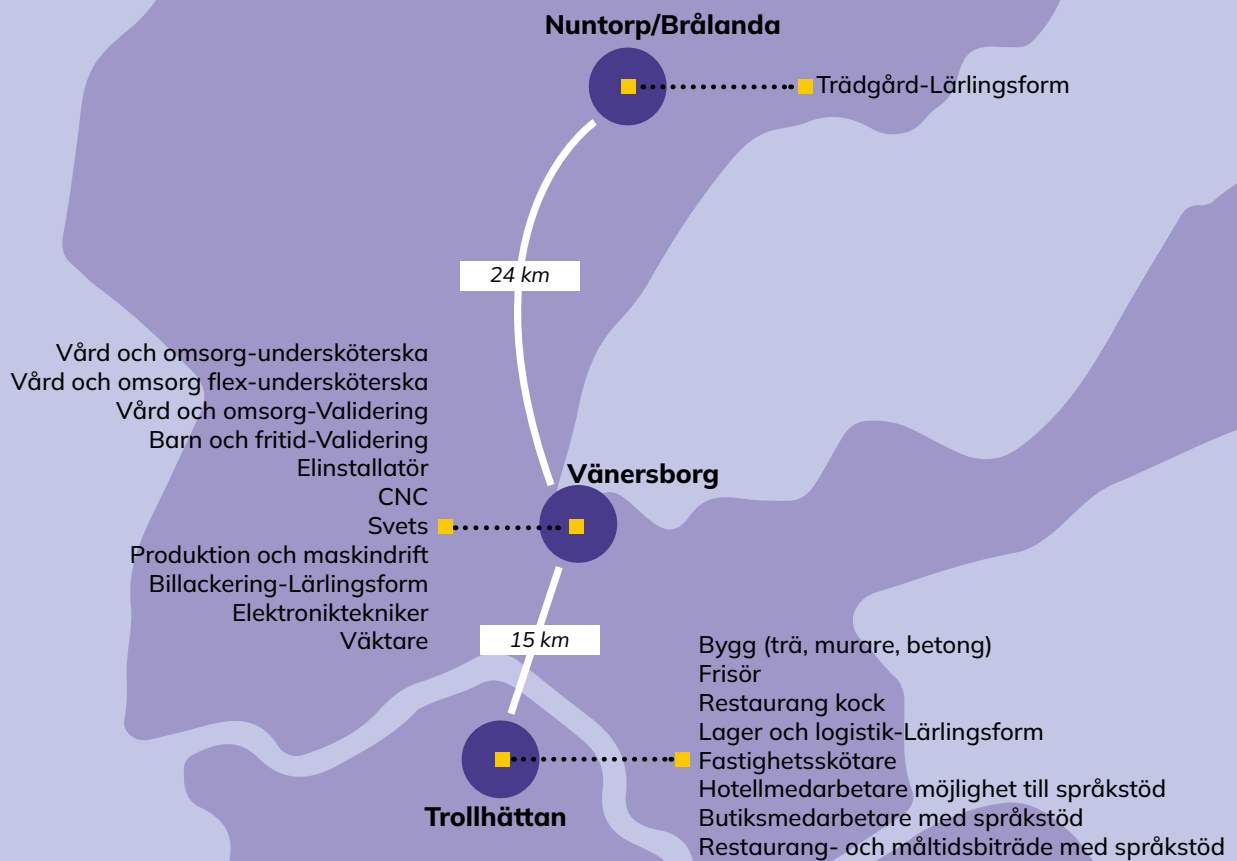 Nuntorp/Brålanda
Trädgård-Lärlingsform
24 km
Vård och omsorg-undersköterska
Vård och omsorg flex-undersköterska
Vård och omsorg-Validering
Barn och fritid-Validering
Elinstallatör
CNC
Svets
Produktion och maskindrift
Billackering-Lärlingsform
Elektroniktekniker
Väktare
Vänersborg
15 km
Bygg (trä, murare, betong)
Frisör
Restaurang kock
Lager och logistik-Lärlingsform
Fastighetsskötare
Hotellmedarbetare möjlighet till språkstöd
Butiksmedarbetare med språkstöd
Restaurang- och måltidsbiträde med språkstöd
Trollhättan